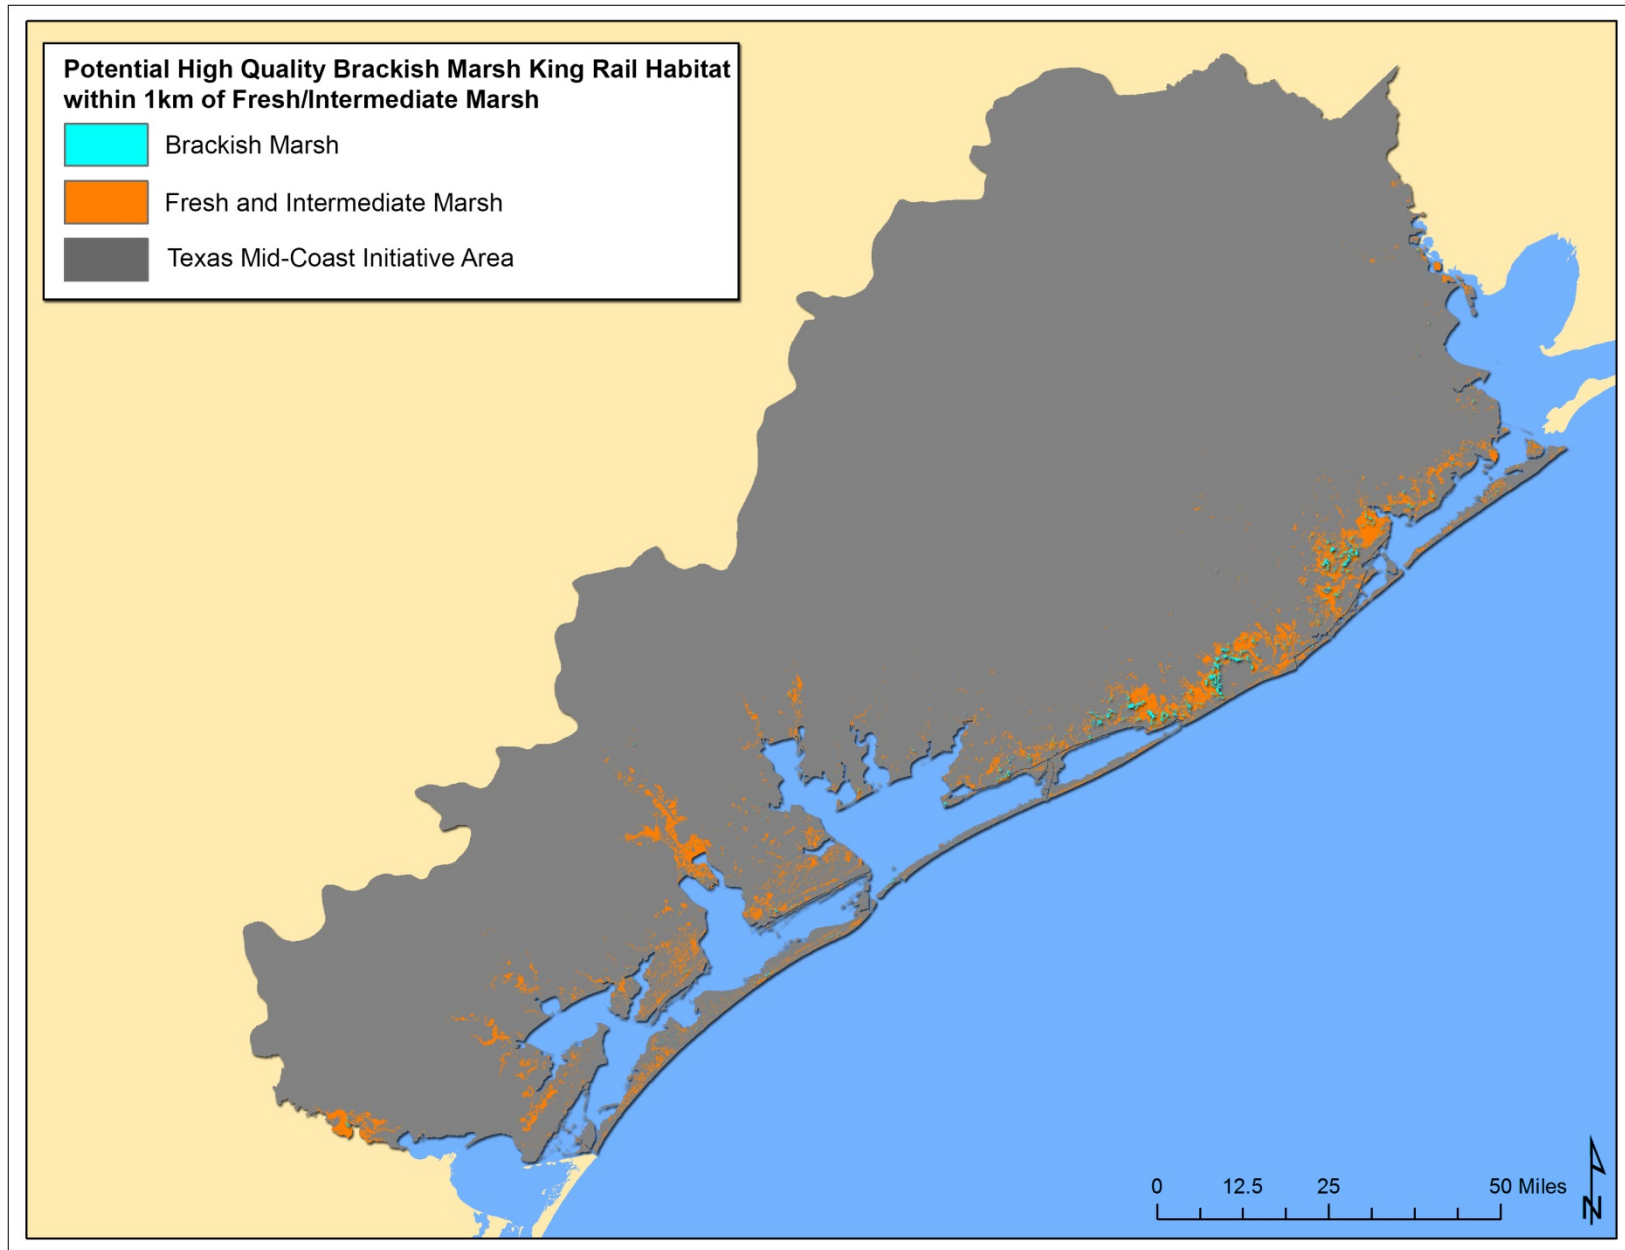 Potential High Quality Brackish Marsh King Rail Habitat
within 1km of Fresh/Intermediate Marsh
Brackish Marsh
Fresh and Intermediate Marsh
Texas Mid-Coast Initiative Area
0 12.5 25 50 Miles
N